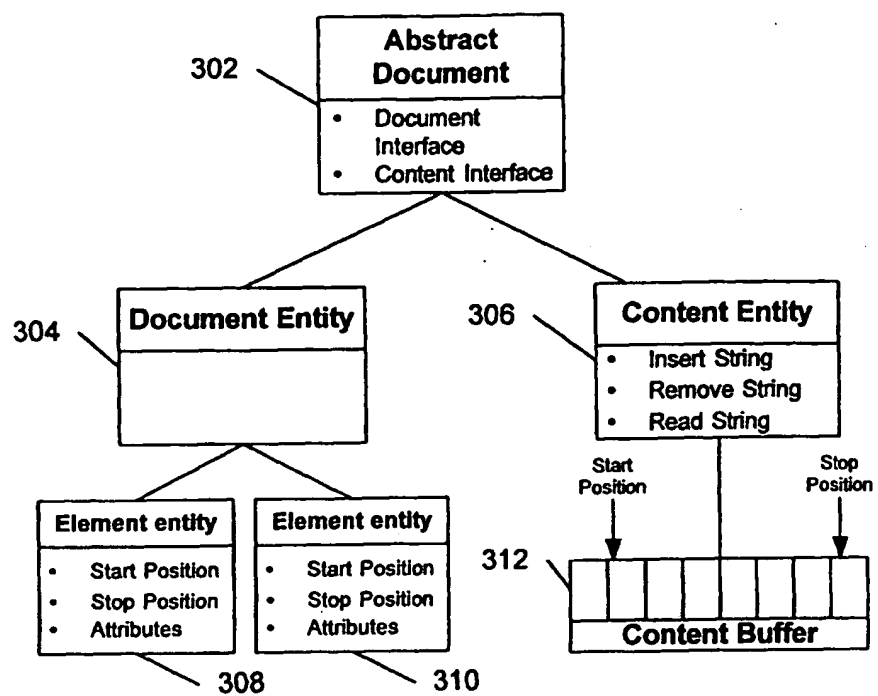 Abstract
Document
302
• Document
Interface
• Content Interface
Document Entity
304
Content Entity
306
• Insert String
• Remove String
• Read String
Start
Position
Stop
Position
Element entity
• Start Position
• Stop Position
• Attributes
308
Element entity
• Start Position
• Stop Position
• Attributes
310
312
Content Buffer